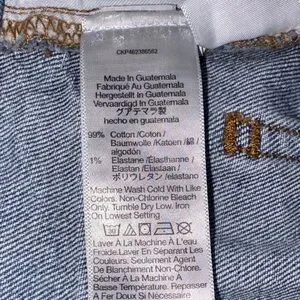 CKP462386562
Made In Guatemala
Fabriqué Au Guatemala
Hergestellt In Guatemala
Vervaardigd In Guatemala
グアテマラ製
hecho en guatemala
99% Cotton /Coton /
Baumwolle /Katoen /綿 /
algodón
1% Elastane /Élasthanne /
Elastan /Elastaan /
ポリウレタン /elastano
Machine Wash Cold With Like
Colors. Non-Chlorine Bleach
Only. Tumble Dry Low. Iron
On Lowest Setting
Laver À La Machine À L'eau
Froide.Laver En Séparant Les
Couleurs. Seulement Agent
De Blanchiment Non-Chloré.
Sécher À La Machine À
Basse Température. Repasser
À Fer Doux Si Nécessaire